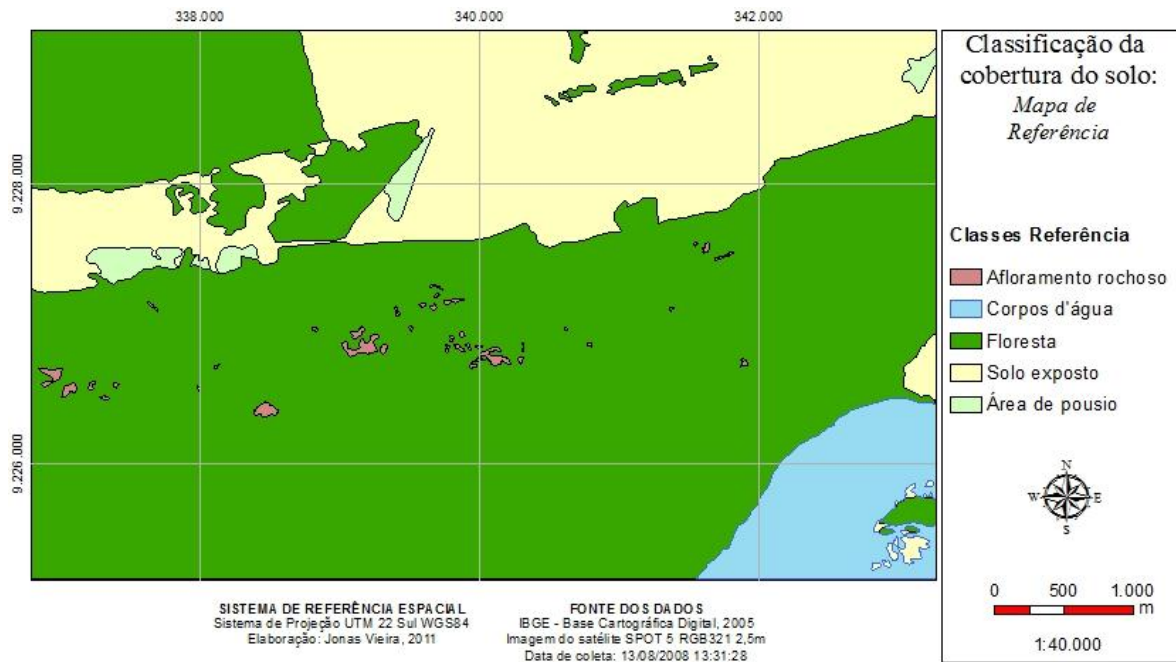 338.000 340.000 342.000
9.228.000
9.226.000
Classificação da
cobertura do solo:
Mapa de
Referência
Classes Referência
Afloramento rochoso
Corpos d'água
Floresta
Solo exposto
Área de pousio
N
W E
S
0 500 1.000
m
1:40.000
SISTEMA DE REFERÊNCIA ESPACIAL
Sistema de Projeção UTM 22 Sul WGS84
Elaboração: Jonas Vieira, 2011
FONTE DOS DADOS
IBGE - Base Cartográfica Digital, 2005
Imagem do satélite SPOT 5 RGB321 2,5m
Data de coleta: 13/08/2008 13:31:28